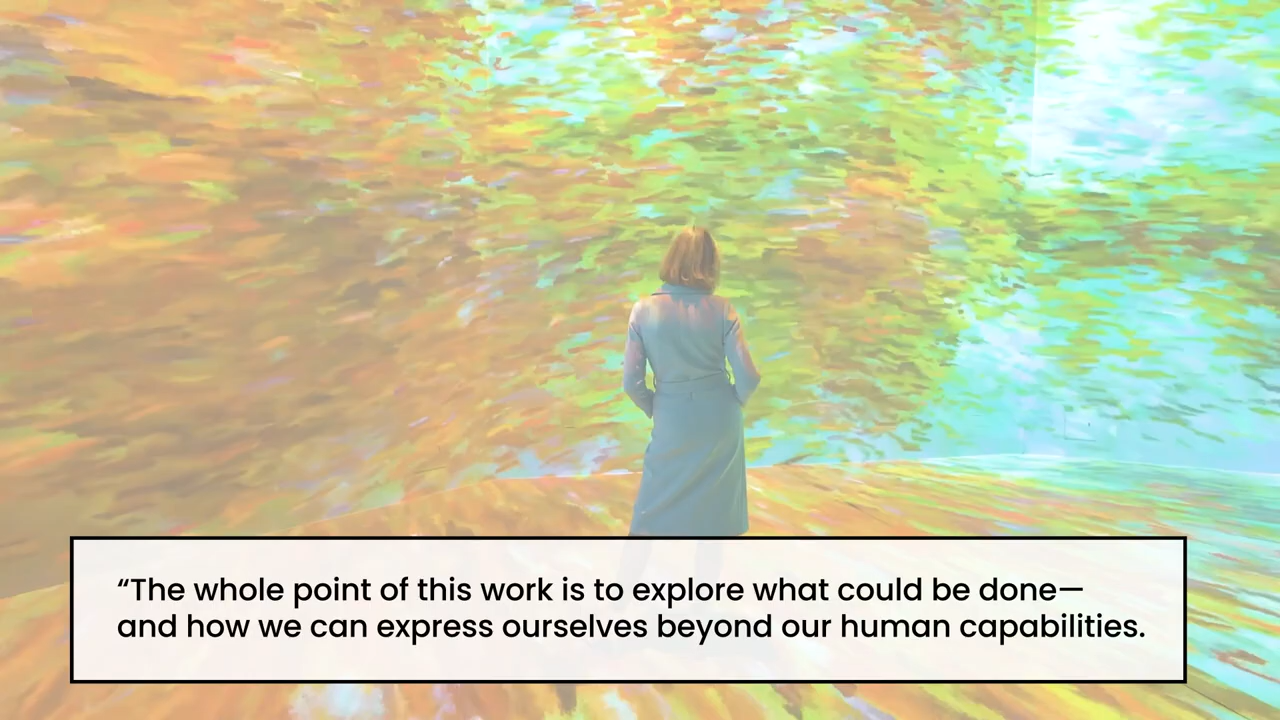 “The whole point of this work is to explore what could be done—
and how we can express ourselves beyond our human capabilities.